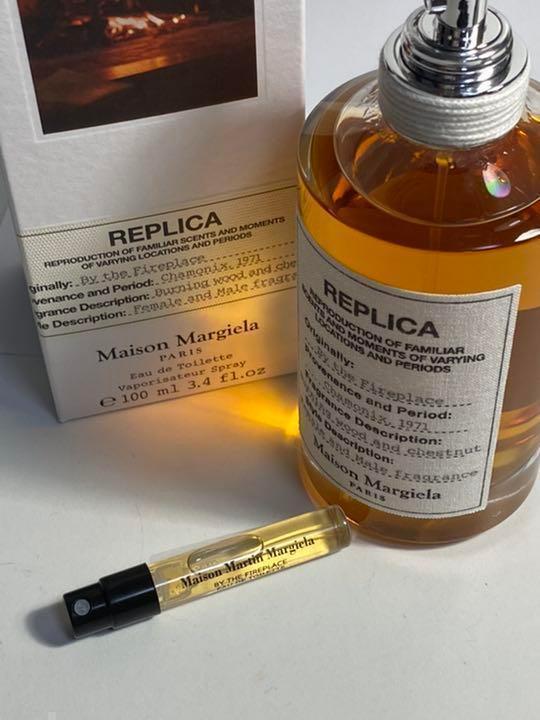 REPLICA
REPRODUCTION OF FAMILIAR SCENTS AND MOMENTS
OF VARYING LOCATIONS AND PERIODS
ginally: By the Fireplace
venance and Period: Chamonix, 1971
grance Description: Burning wood and che
le Description: Female and Male fragra
Maison Margiela
PARIS
Eau de Toilette
Vaporisateur Spray
℮ 100 ml 3.4 fl.oz
REPLICA
REPRODUCTION OF FAMILIAR
SCENTS AND MOMENTS OF VARYING
LOCATIONS AND PERIODS
Originally:
By the Fireplace
Provenance and Period:
Chamonix, 1971
Fragrance Description:
wood and chestnut
Style Description:
and Male fragrance
Maison Margiela
PARIS
Maison Martin Margiela
BY THE FIREPLACE